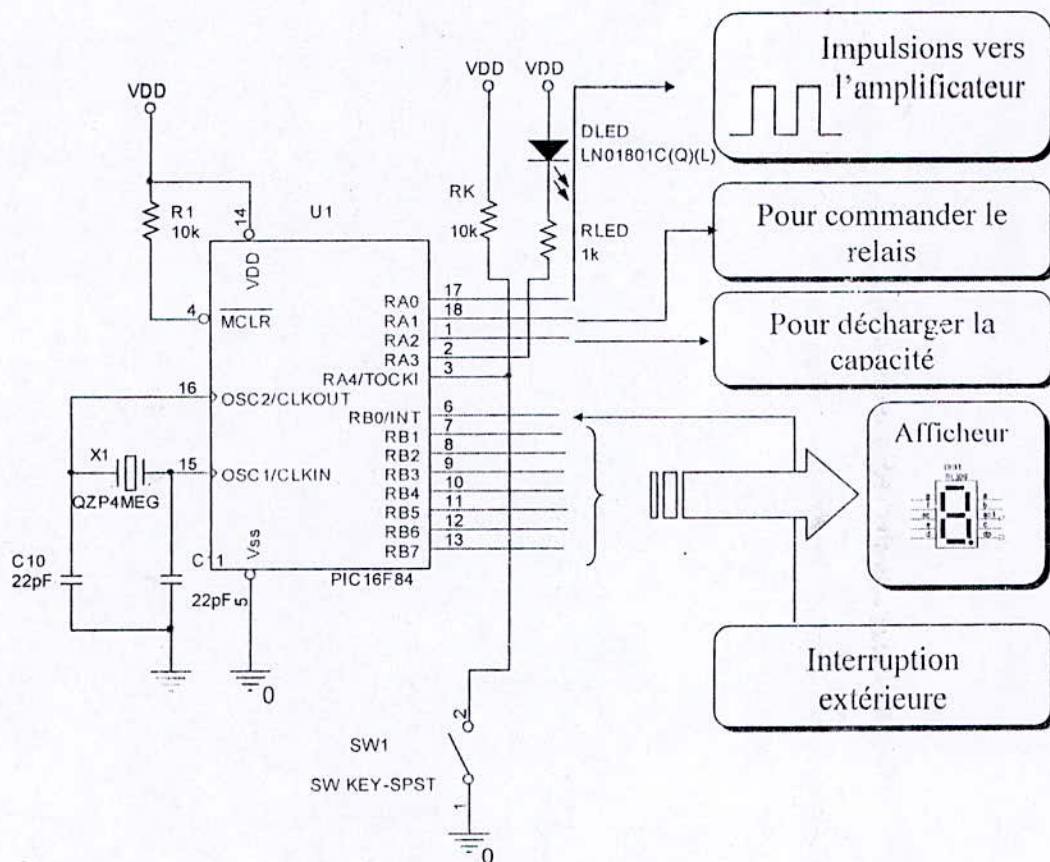 Impulsions vers
l'amplificateur
VDD
VDD
VDD
DLED
LN01801C(Q)(L)
RK
10k
RLED
1k
R1
10k
14
U1
Pour commander le
relais
VDD
4
MCLR
RA0
17
RA1
18
RA2
1
RA3
2
RA4/TOCKI
3
Pour décharger la
capacité
16
OSC2/CLKOUT
RB0/INT
6
RB1
7
RB2
8
RB3
9
RB4
10
RB5
11
RB6
12
RB7
13
Afficheur
X1
15
OSC1/CLKIN
QZP4MEG
C10
22pF
C11
22pF
Vss
5
PIC16F84
0
Interruption
extérieure
2
SW1
SW KEY-SPST
1
0